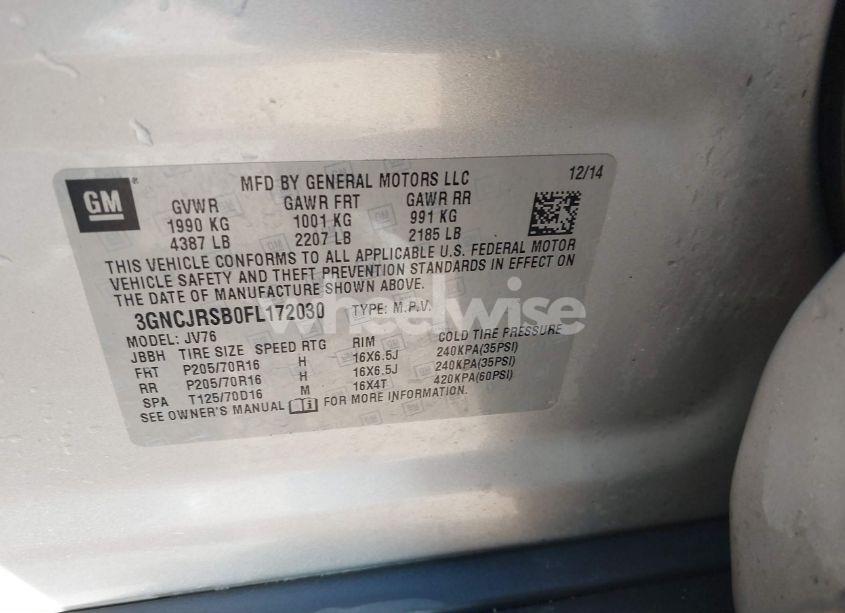 GM
MFD BY GENERAL MOTORS LLC 12/14
GVWR GAWR FRT GAWR RR
1990 KG 1001 KG 991 KG
4387 LB 2207 LB 2185 LB
THIS VEHICLE CONFORMS TO ALL APPLICABLE U.S. FEDERAL MOTOR
VEHICLE SAFETY AND THEFT PREVENTION STANDARDS IN EFFECT ON
THE DATE OF MANUFACTURE SHOWN ABOVE.
3GNCJRSB0FL172030 TYPE: M.P.V.
MODEL: JV76
JBBH TIRE SIZE SPEED RTG RIM COLD TIRE PRESSURE
FRT P205/70R16 H 16X6.5J 240KPA(35PSI)
RR P205/70R16 H 16X6.5J 240KPA(35PSI)
SPA T125/70D16 M 16X4T 420KPA(60PSI)
SEE OWNER'S MANUAL FOR MORE INFORMATION.
wheelwise